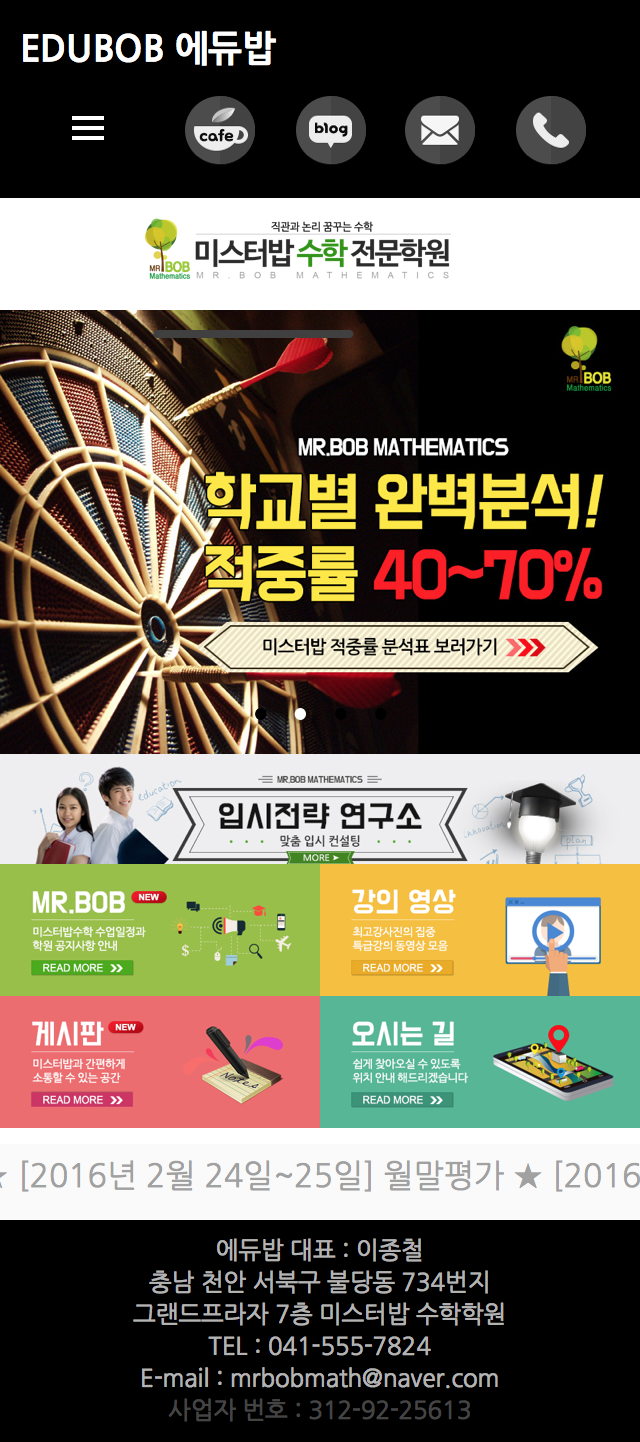 EDUBOB 에듀밥
cafe
blog
직관과 논리 꿈꾸는 수학
미스터밥 수학 전문학원
MR.BOB MATHEMATICS
MR.BOB
Mathematics
MR.BOB
Mathematics
MR.BOB MATHEMATICS
학교별 완벽분석!
적중률 40~70%
미스터밥 적중률 분석표 보러가기
MR.BOB MATHEMATICS
입시전략 연구소
맞춤 입시 컨설팅
MORE ➤
education
innovation
plan
MR.BOB NEW
미스터밥수학 수업일정과
학원 공지사항 안내
READ MORE
강의 영상
최고강사진의 집중
특급강의 동영상 모음
READ MORE
게시판 NEW
미스터밥과 간편하게
소통할 수 있는 공간
READ MORE
Notes
오시는 길
쉽게 찾아오실 수 있도록
위치 안내 해드리겠습니다
READ MORE
★ [2016년 2월 24일~25일] 월말평가 ★ [2016
에듀밥 대표 : 이종철
충남 천안 서북구 불당동 734번지
그랜드프라자 7층 미스터밥 수학학원
TEL : 041-555-7824
E-mail : mrbobmath@naver.com
사업자 번호 : 312-92-25613